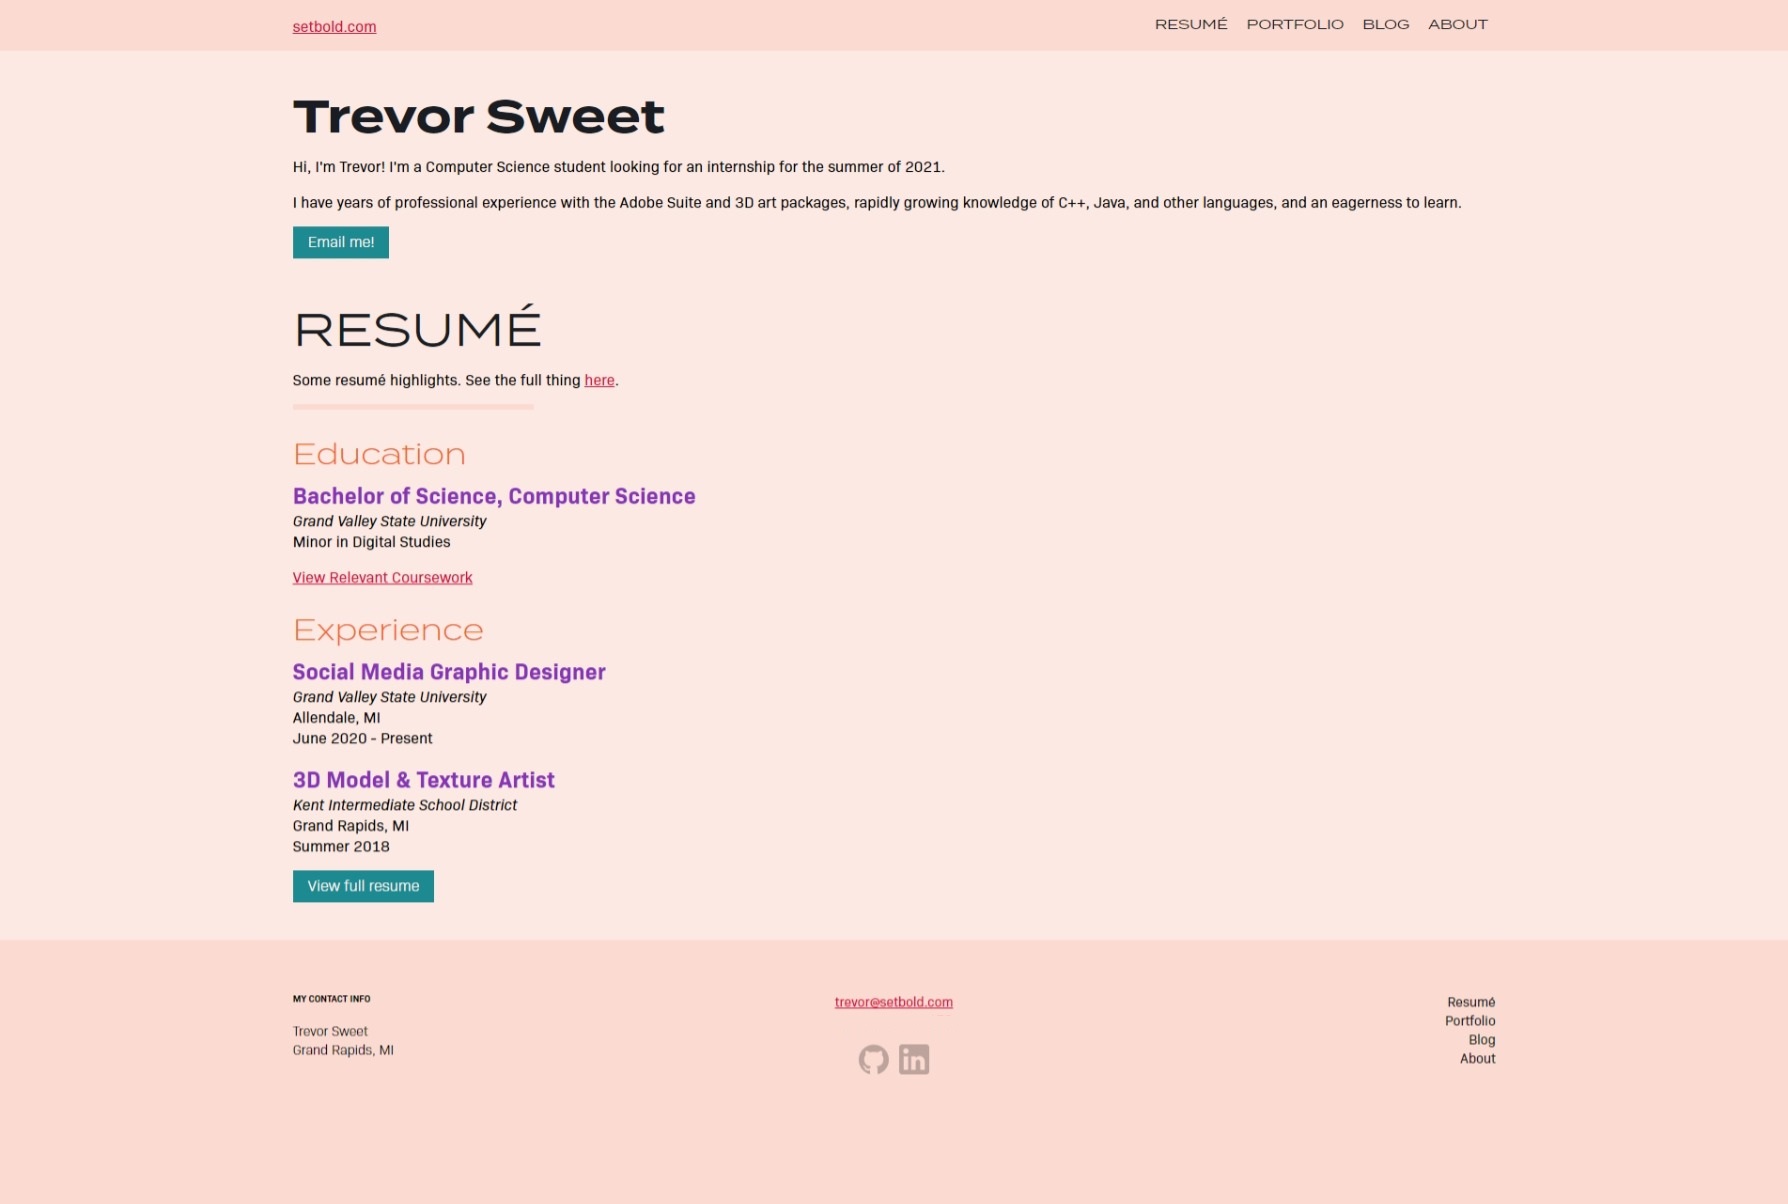 setbold.com
RESUMÉ PORTFOLIO BLOG ABOUT
Trevor Sweet
Hi, I'm Trevor! I'm a Computer Science student looking for an internship for the summer of 2021.
I have years of professional experience with the Adobe Suite and 3D art packages, rapidly growing knowledge of C++, Java, and other languages, and an eagerness to learn.
Email me!
RESUMÉ
Some resumé highlights. See the full thing here.
Education
Bachelor of Science, Computer Science
Grand Valley State University
Minor in Digital Studies
View Relevant Coursework
Experience
Social Media Graphic Designer
Grand Valley State University
Allendale, MI
June 2020 - Present
3D Model & Texture Artist
Kent Intermediate School District
Grand Rapids, MI
Summer 2018
View full resume
MY CONTACT INFO
Trevor Sweet
Grand Rapids, MI
trevor@setbold.com
in
Resumé
Portfolio
Blog
About